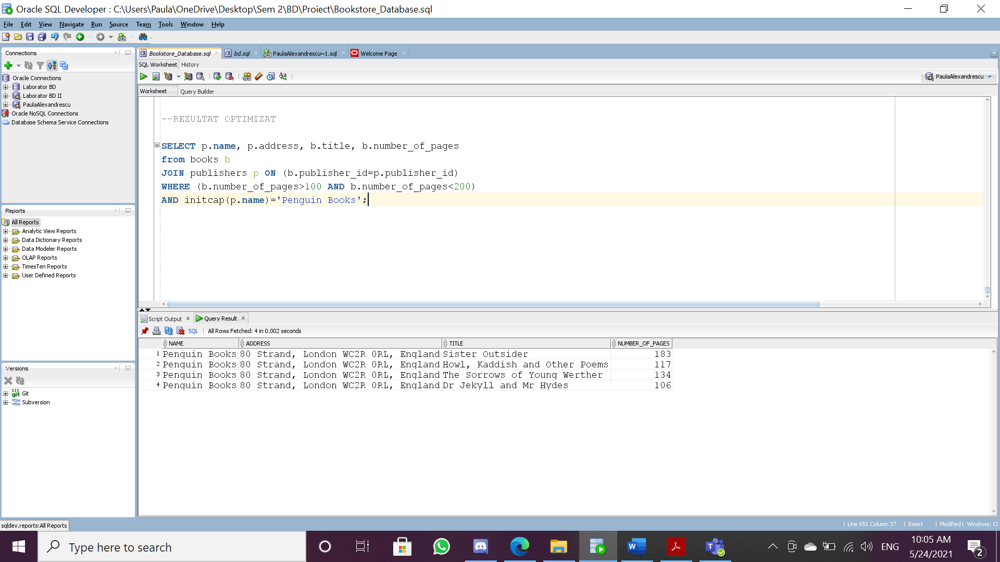 Oracle SQL Developer : C:\Users\Paula\OneDrive\Desktop\Sem 2\BD\Proiect\Bookstore_Database.sql
File Edit View Navigate Run Source Team Tools Window Help
Connections
Oracle Connections
Laborator BD
Laborator BD II
PaulaAlexandrescu
Oracle NoSQL Connections
Database Schema Service Connections
Reports
All Reports
Analytic View Reports
Data Dictionary Reports
Data Modeler Reports
OLAP Reports
TimesTen Reports
User Defined Reports
Versions
Git
Subversion
sqldev.reports:All Reports
Bookstore_Database.sql bd.sql PaulaAlexandrescu~1.sql Welcome Page
SQL Worksheet History
PaulaAlexandrescu
Worksheet Query Builder
--REZULTAT OPTIMIZAT
SELECT p.name, p.address, b.title, b.number_of_pages
from books b
JOIN publishers p ON (b.publisher_id=p.publisher_id)
WHERE (b.number_of_pages>100 AND b.number_of_pages<200)
AND initcap(p.name)='Penguin Books';
Script Output Query Result
SQL All Rows Fetched: 4 in 0.002 seconds
NAME ADDRESS TITLE NUMBER_OF_PAGES
1 Penguin Books 80 Strand, London WC2R 0RL, England Sister Outsider 183
2 Penguin Books 80 Strand, London WC2R 0RL, England Howl, Kaddish and Other Poems 117
3 Penguin Books 80 Strand, London WC2R 0RL, England The Sorrows of Young Werther 134
4 Penguin Books 80 Strand, London WC2R 0RL, England Dr Jekyll and Mr Hydes 106
Line 651 Column 37 | Insert | Modified | Windows: Cl
Type here to search
ENG
10:05 AM
5/24/2021
2